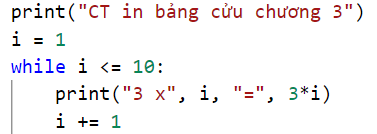 print("CT in bảng cửu chương 3")
i = 1
while i <= 10:
    print("3 x", i, "=", 3*i)
    i += 1